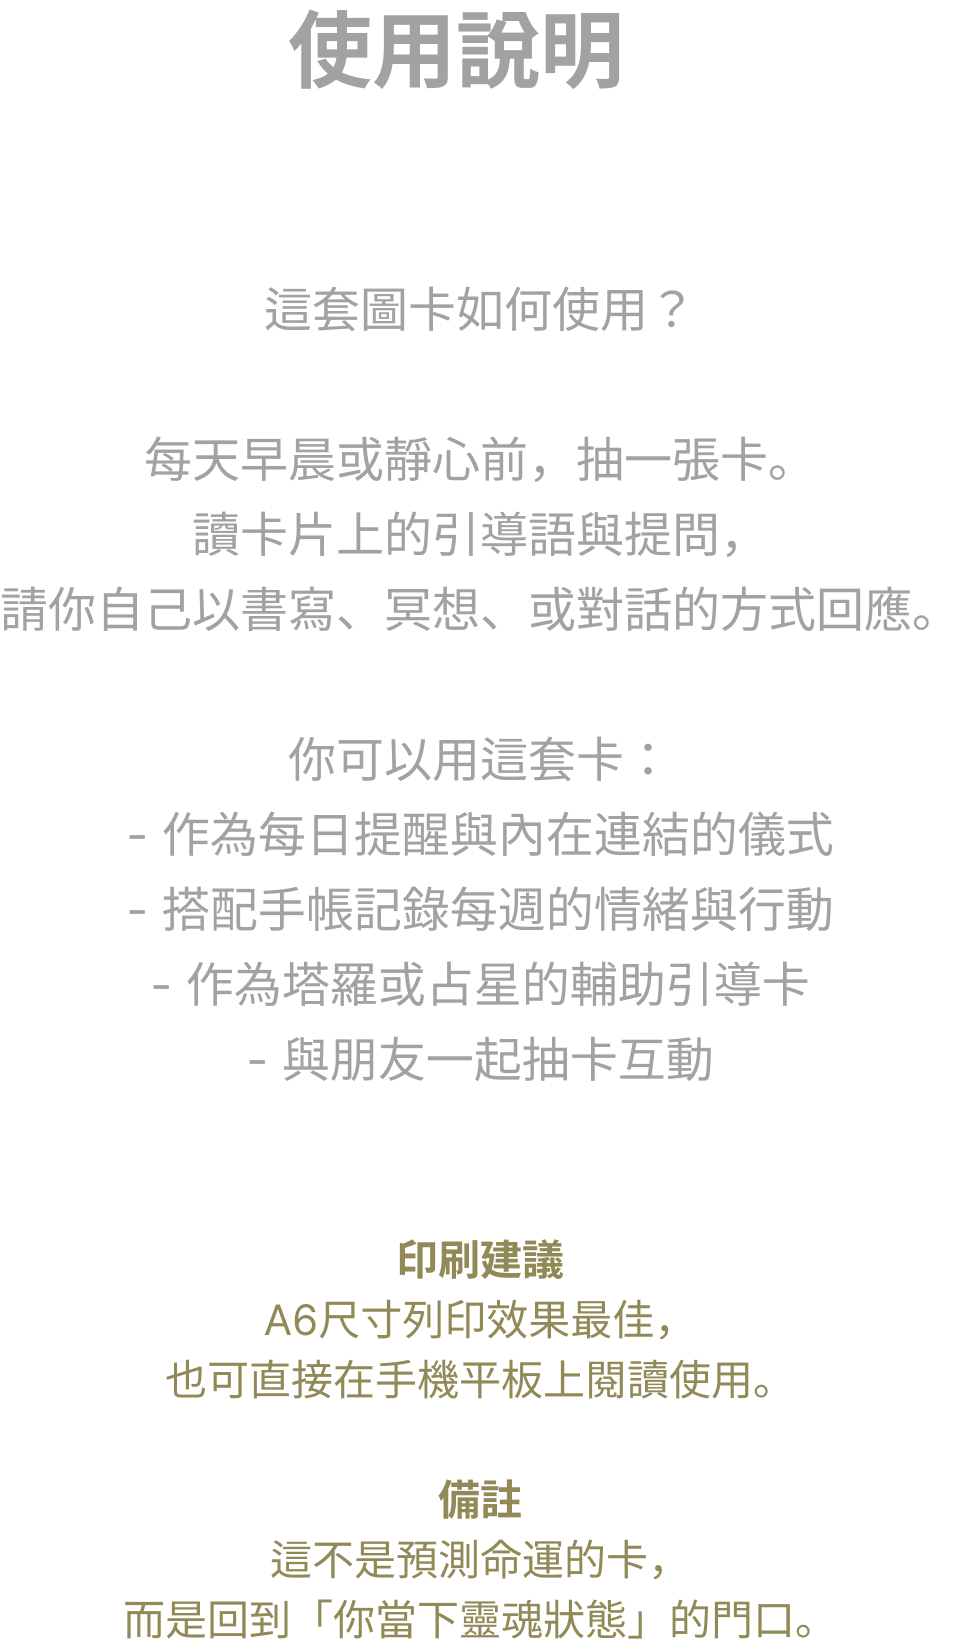 使用說明
這套圖卡如何使用？
每天早晨或靜心前，抽一張卡。
讀卡片上的引導語與提問，
請你自己以書寫、冥想、或對話的方式回應。
你可以用這套卡：
- 作為每日提醒與內在連結的儀式
- 搭配手帳記錄每週的情緒與行動
- 作為塔羅或占星的輔助引導卡
- 與朋友一起抽卡互動
印刷建議
A6尺寸列印效果最佳，
也可直接在手機平板上閱讀使用。
備註
這不是預測命運的卡，
而是回到「你當下靈魂狀態」的門口。